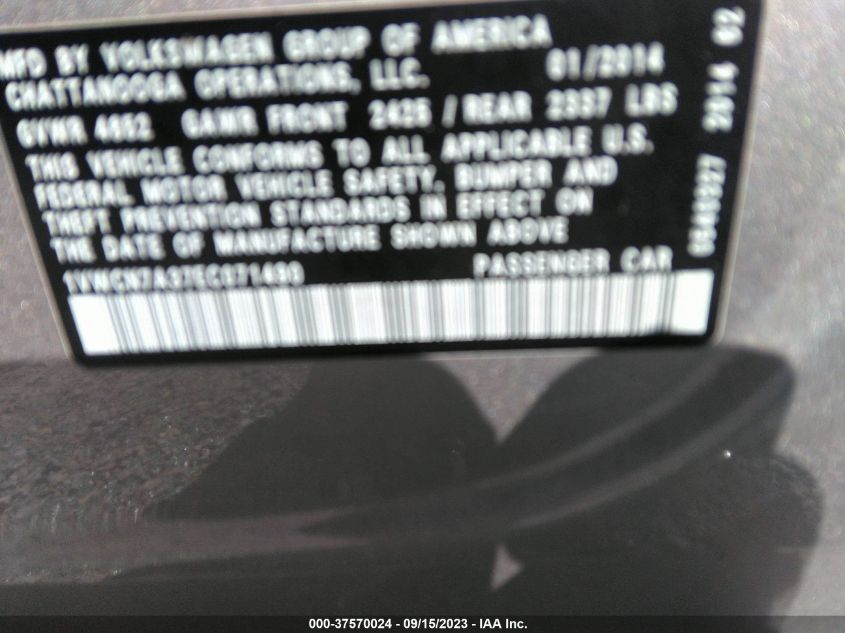 MFD BY VOLKSWAGEN GROUP OF AMERICA
CHATTANOOGA OPERATIONS, LLC. 01/2014
GVWR 4662 GAWR FRONT 2425 / REAR 2337 LBS
THIS VEHICLE CONFORMS TO ALL APPLICABLE U.S.
FEDERAL MOTOR VEHICLE SAFETY, BUMPER AND
THEFT PREVENTION STANDARDS IN EFFECT ON
THE DATE OF MANUFACTURE SHOWN ABOVE
PASSENGER CAR
2014 02
000-37570024 - 09/15/2023 - IAA Inc.